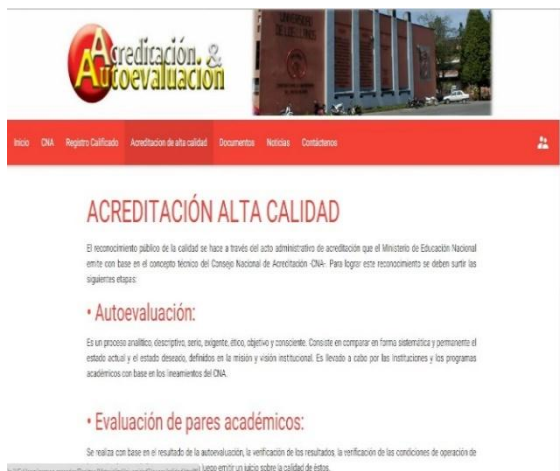 Acreditación &
Autoevaluación
UNIVERSIDAD
DE LOS LLANOS
Inicio CNA Registro Calificado Acreditacion de alta calidad Documentos Noticias Contáctenos
ACREDITACIÓN ALTA CALIDAD
El reconocimiento público de la calidad se hace a través del acto administrativo de acreditación que el Ministerio de Educación Nacional
emite con base en el concepto técnico del Consejo Nacional de Acreditación -CNA-. Para lograr este reconocimiento se deben surtir las
siguientes etapas:
• Autoevaluación:
Es un proceso analítico, descriptivo, serio, exigente, ético, objetivo y consciente. Consiste en comparar en forma sistemática y permanente el
estado actual y el estado deseado, definidos en la misión y visión institucional. Es llevado a cabo por las Instituciones y los programas
académicos con base en los lineamientos del CNA.
• Evaluación de pares académicos:
Se realiza con base en el resultado de la autoevaluación, la verificación de los resultados, la verificación de las condiciones de operación de
luego emitir un juicio sobre la calidad de éstos.